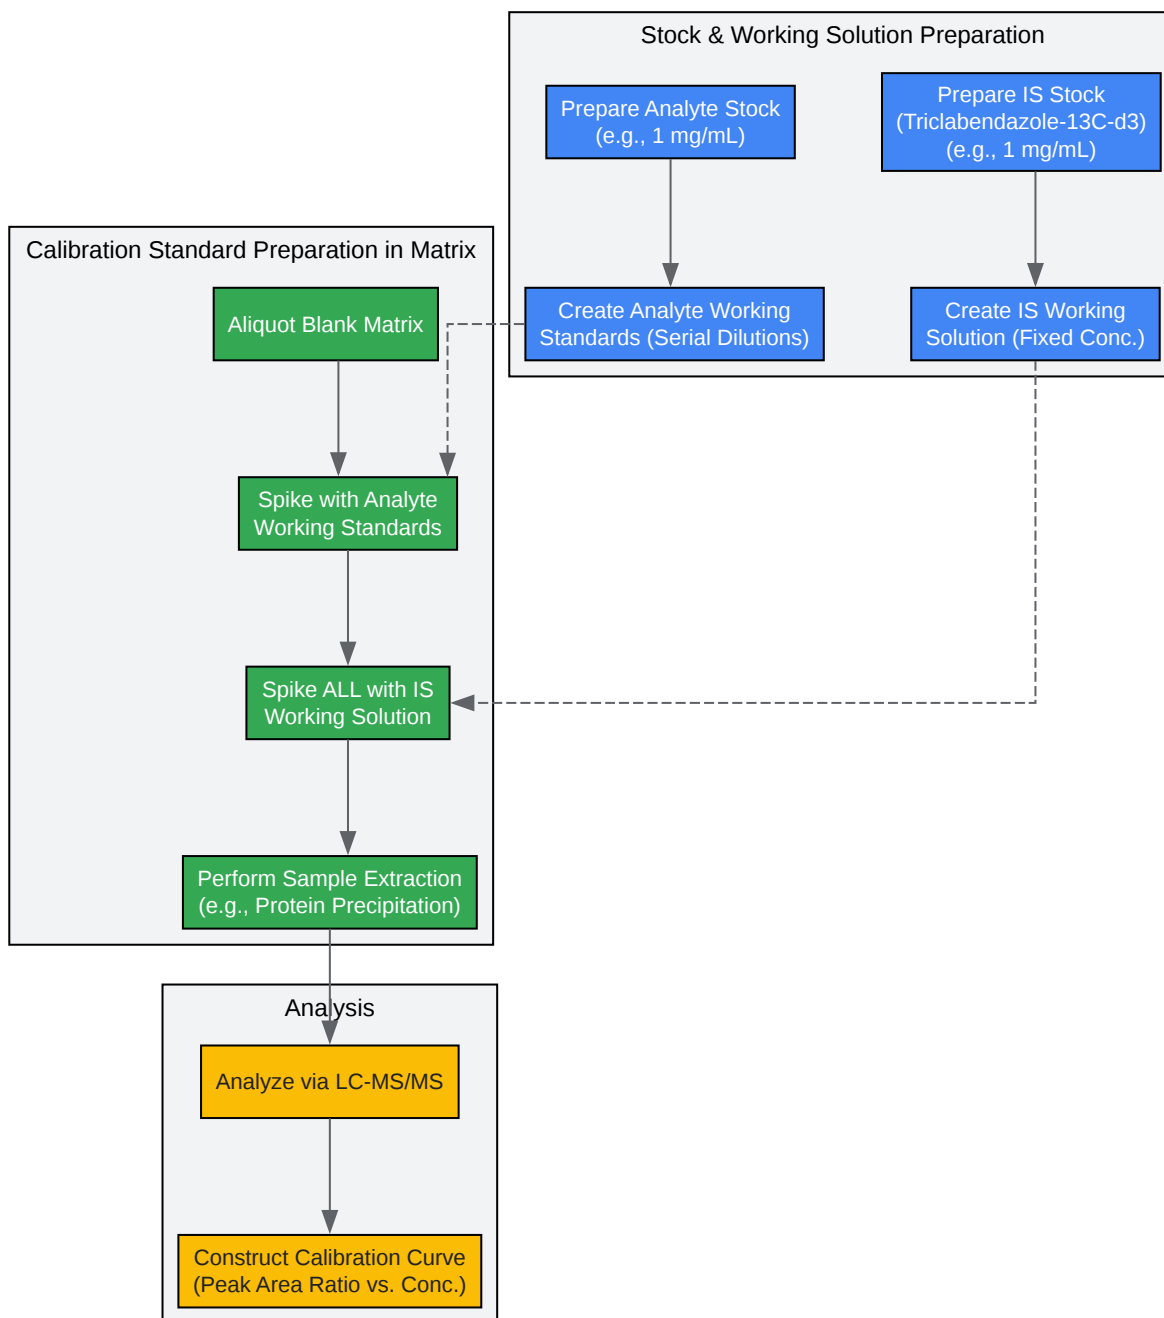 Stock & Working Solution Preparation
Prepare Analyte Stock
(e.g., 1 mg/mL)
Prepare IS Stock
(Triclabendazole-13C-d3)
(e.g., 1 mg/mL)
Create Analyte Working
Standards (Serial Dilutions)
Create IS Working
Solution (Fixed Conc.)
Calibration Standard Preparation in Matrix
Aliquot Blank Matrix
Spike with Analyte
Working Standards
Spike ALL with IS
Working Solution
Perform Sample Extraction
(e.g., Protein Precipitation)
Analysis
Analyze via LC-MS/MS
Construct Calibration Curve
(Peak Area Ratio vs. Conc.)